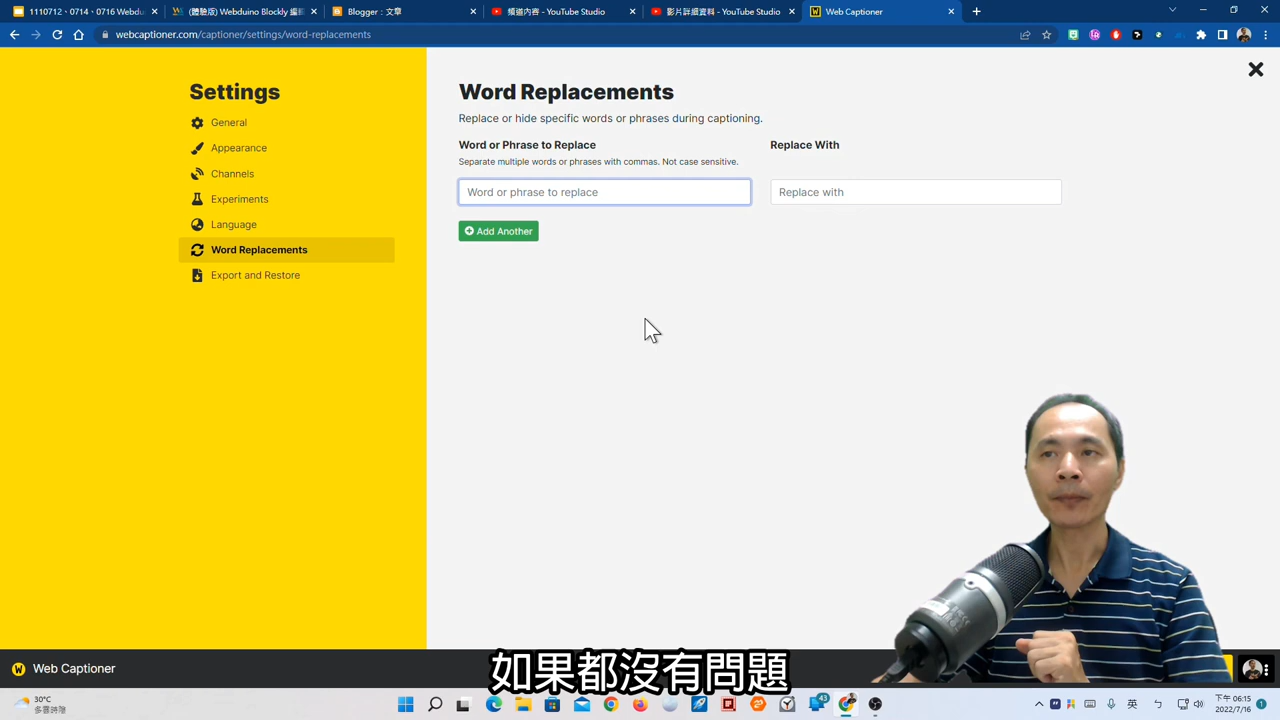 1110712 、0714 、0716 Webdu
(體驗版) Webduino Blockly 編輯
Blogger：文章
頻道內容 - YouTube Studio
影片詳細資料 - YouTube Studio
Web Captioner
webcaptioner.com/captioner/settings/word-replacements
Settings
General
Appearance
Channels
Experiments
Language
Word Replacements
Export and Restore
Word Replacements
Replace or hide specific words or phrases during captioning.
Word or Phrase to Replace
Replace With
Separate multiple words or phrases with commas. Not case sensitive.
Word or phrase to replace
Replace with
Add Another
Web Captioner
如果都沒有問題
30°C
多雲時陰
43
英
下午 06:15
2022/7/16